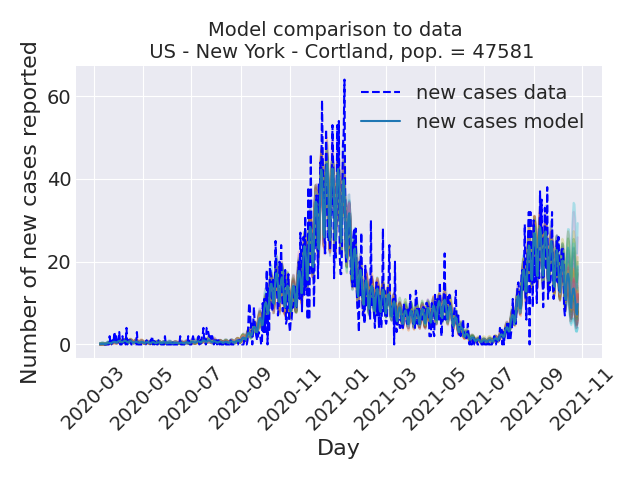 Model comparison to data
US - New York - Cortland, pop. = 47581
Number of new cases reported
60
40
20
0
new cases data
new cases model
2020-03
2020-05
2020-07
2020-09
2020-11
2021-01
2021-03
2021-05
2021-07
2021-09
2021-11
Day